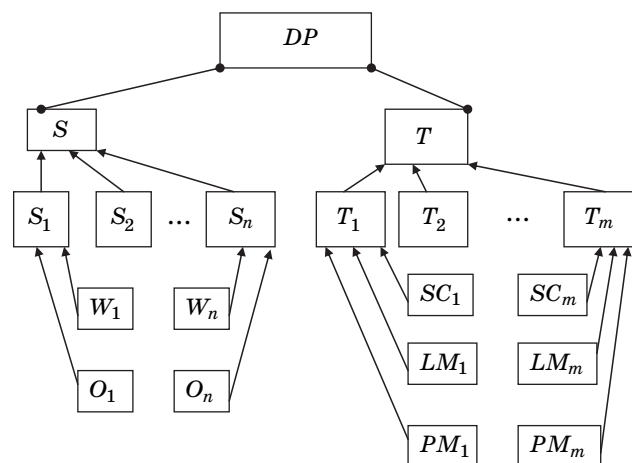 DP
S T
S₁ S₂ ... Sₙ T₁ T₂ ... Tₘ
W₁ Wₙ SC₁ SCₘ
O₁ Oₙ LM₁ LMₘ
PM₁ PMₘ